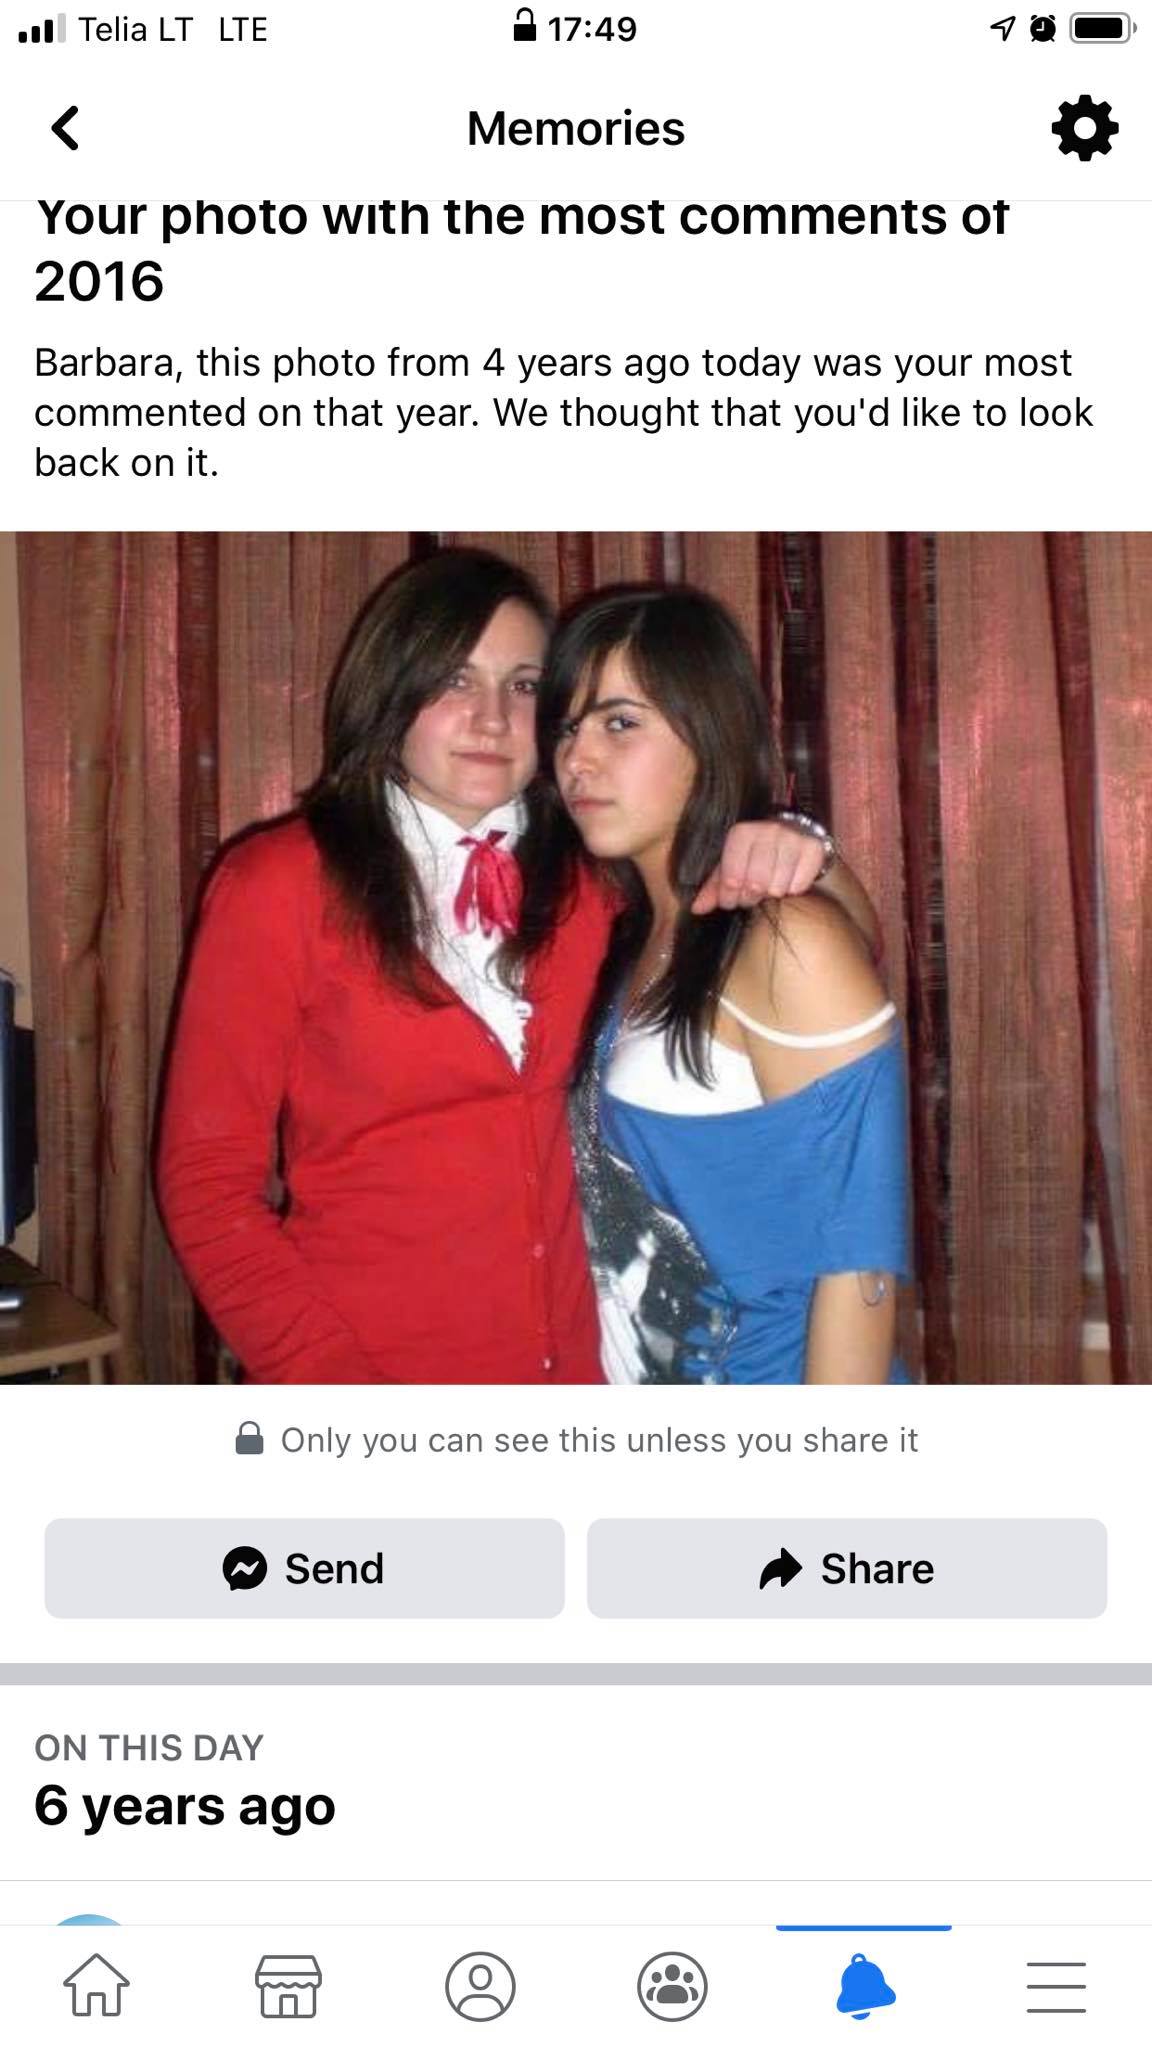 Telia LT LTE 17:49
Memories
Your photo with the most comments of
2016
Barbara, this photo from 4 years ago today was your most
commented on that year. We thought that you'd like to look
back on it.
Only you can see this unless you share it
Send Share
ON THIS DAY
6 years ago